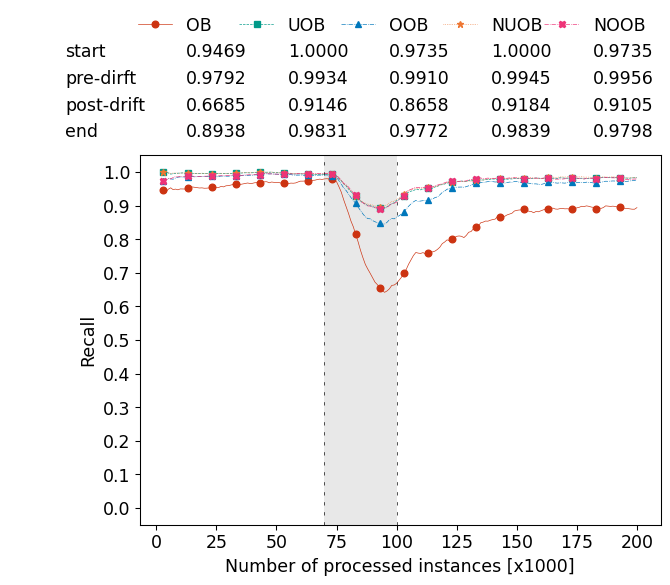 OB UOB OOB NUOB NOOB
start 0.9469 1.0000 0.9735 1.0000 0.9735
pre-dirft 0.9792 0.9934 0.9910 0.9945 0.9956
post-drift 0.6685 0.9146 0.8658 0.9184 0.9105
end 0.8938 0.9831 0.9772 0.9839 0.9798
1.0
0.9
0.8
0.7
0.6
0.5
0.4
0.3
0.2
0.1
0.0
Recall
0 25 50 75 100 125 150 175 200
Number of processed instances [x1000]